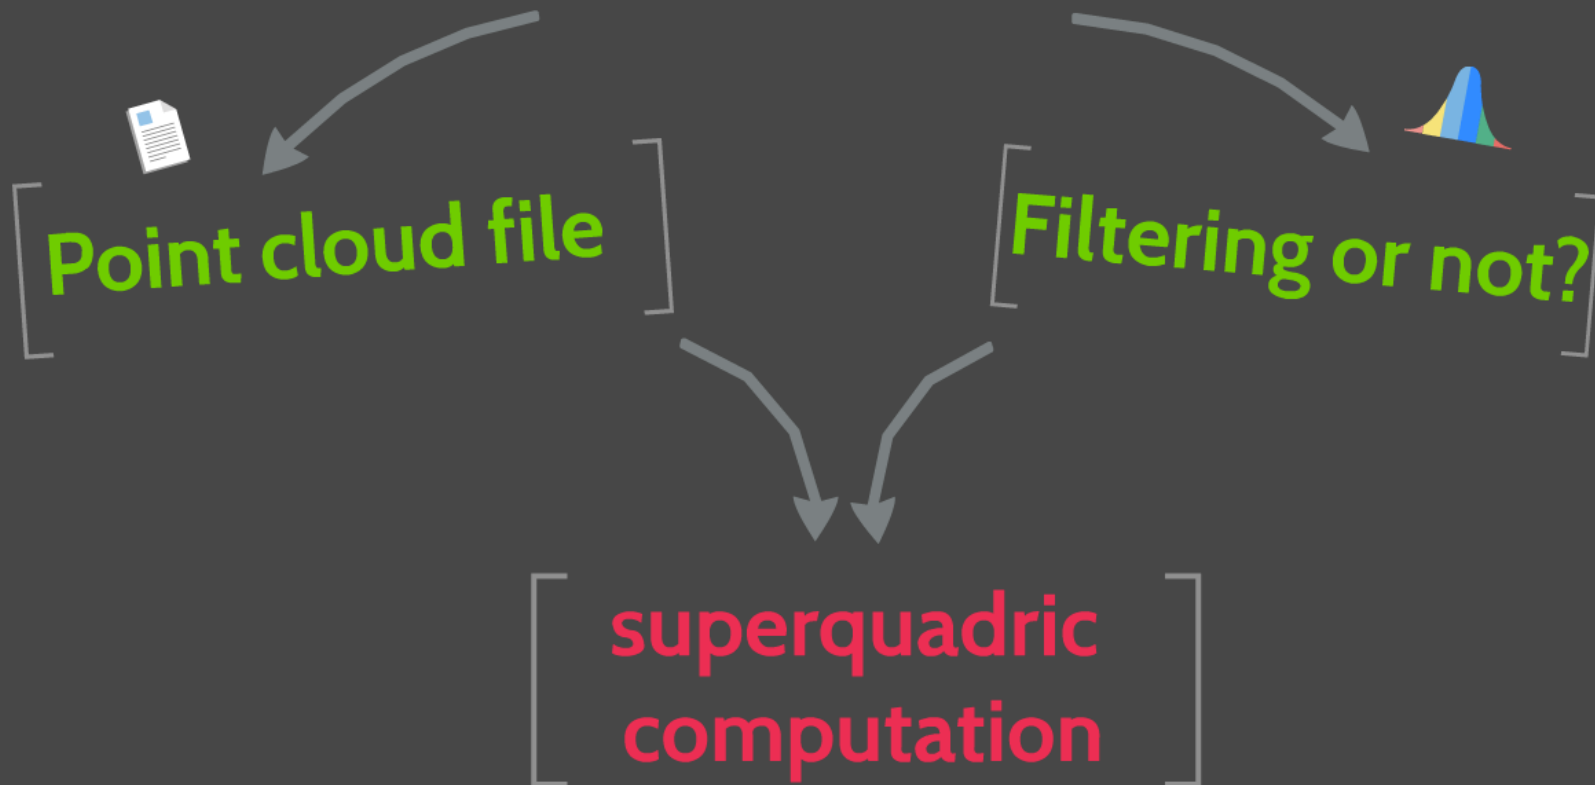 Point cloud file
Filtering or not?
superquadric
computation